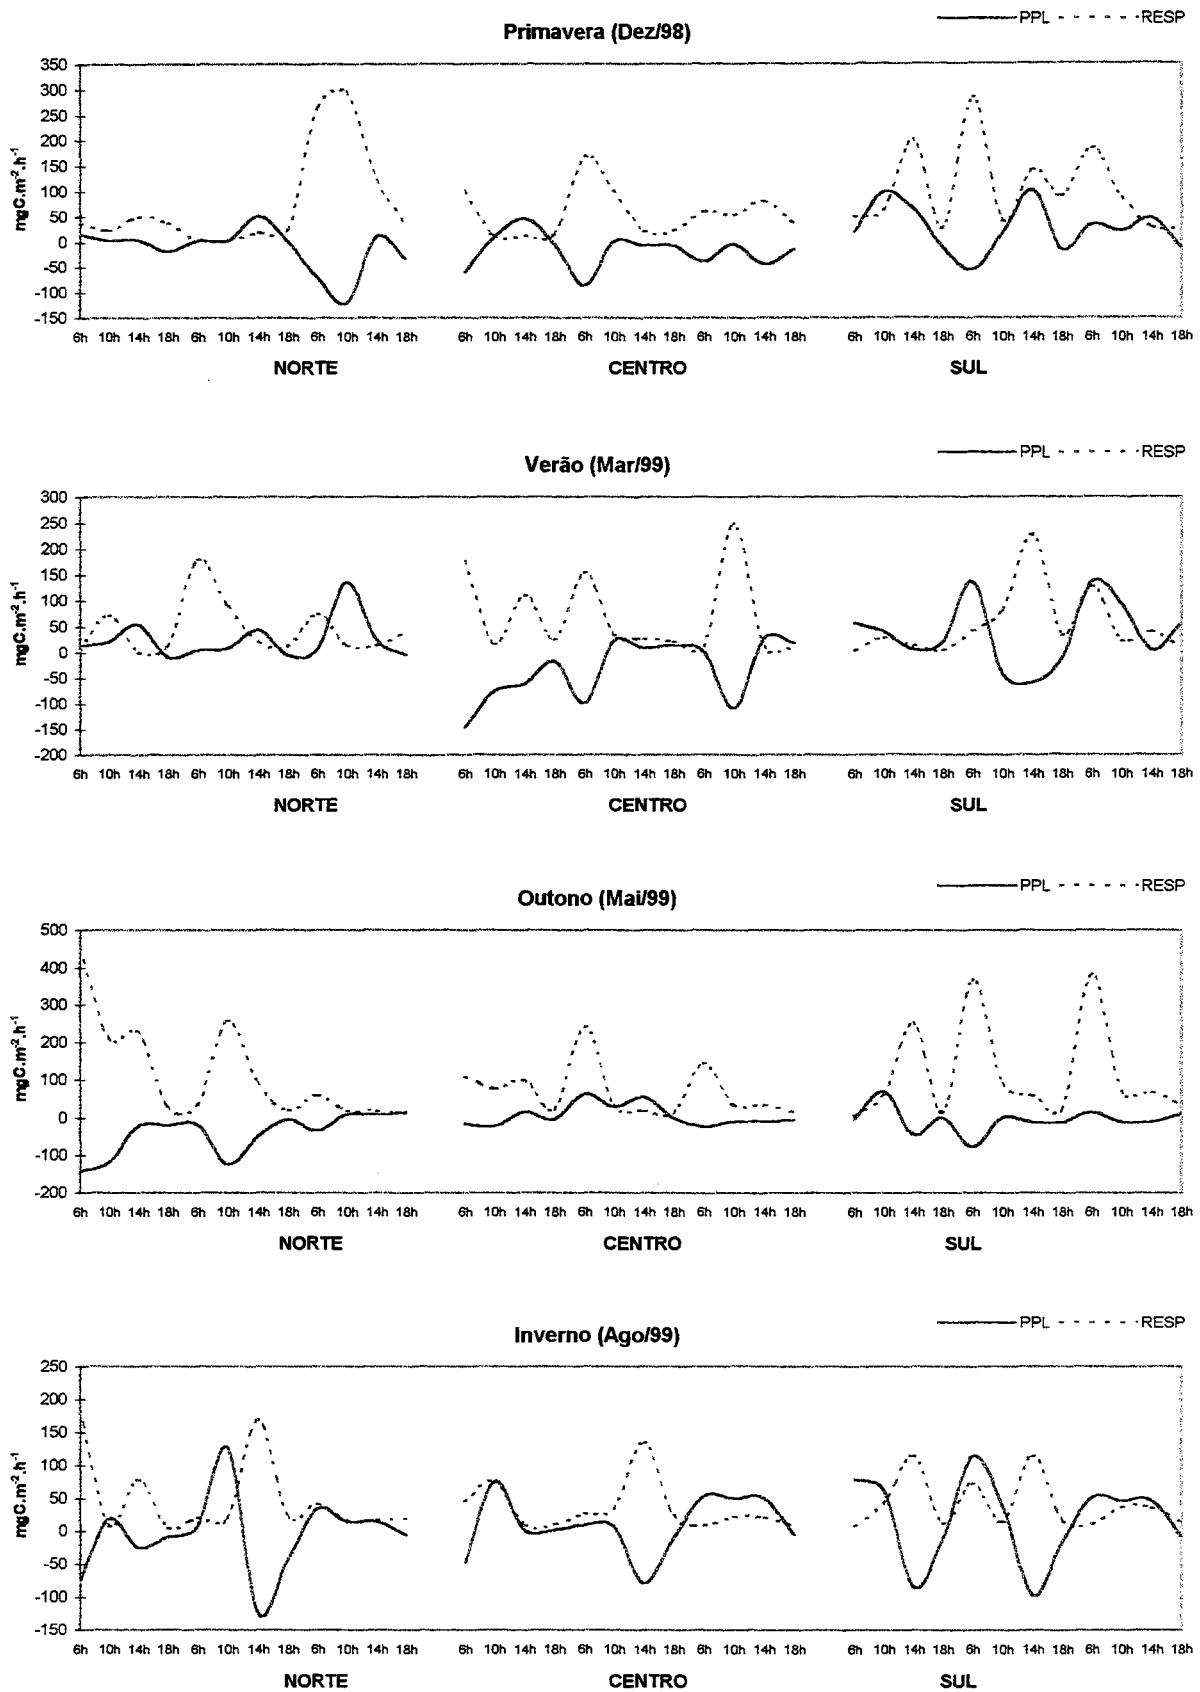 PPL RESP
Primavera (Dez/98)
350
300
250
200
150
100
50
0
-50
-100
-150
mgC.m-2.h-1
6h 10h 14h 18h 6h 10h 14h 18h 6h 10h 14h 18h 6h 10h 14h 18h 6h 10h 14h 18h 6h 10h 14h 18h 6h 10h 14h 18h 6h 10h 14h 18h 6h 10h 14h 18h
NORTE CENTRO SUL
PPL RESP
Verão (Mar/99)
300
250
200
150
100
50
0
-50
-100
-150
-200
mgC.m-2.h-1
6h 10h 14h 18h 6h 10h 14h 18h 6h 10h 14h 18h 6h 10h 14h 18h 6h 10h 14h 18h 6h 10h 14h 18h 6h 10h 14h 18h 6h 10h 14h 18h 6h 10h 14h 18h
NORTE CENTRO SUL
PPL RESP
Outono (Mai/99)
500
400
300
200
100
0
-100
-200
mgC.m-2.h-1
6h 10h 14h 18h 6h 10h 14h 18h 6h 10h 14h 18h 6h 10h 14h 18h 6h 10h 14h 18h 6h 10h 14h 18h 6h 10h 14h 18h 6h 10h 14h 18h 6h 10h 14h 18h
NORTE CENTRO SUL
PPL RESP
Inverno (Ago/99)
250
200
150
100
50
0
-50
-100
-150
mgC.m-2.h-1
6h 10h 14h 18h 6h 10h 14h 18h 6h 10h 14h 18h 6h 10h 14h 18h 6h 10h 14h 18h 6h 10h 14h 18h 6h 10h 14h 18h 6h 10h 14h 18h 6h 10h 14h 18h
NORTE CENTRO SUL